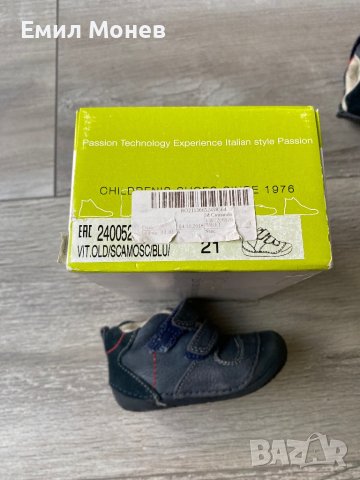 Емил Монев
Passion Technology Experience Italian style Passion
CHILDREN'S SHOES SINCE 1976
EAC 240052
VIT.OLD/SCAMOSC/BLU/ 21
BAZAR